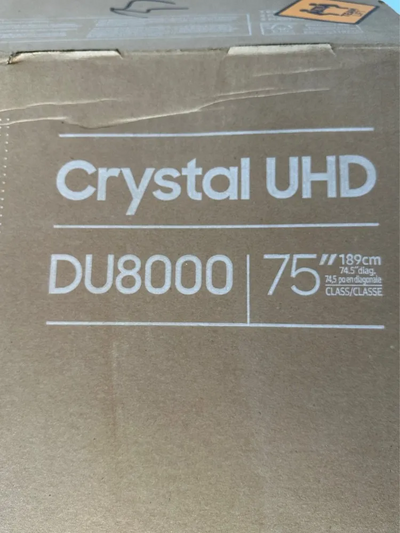 Crystal UHD
DU8000
75″
189cm
74.5"diag.
74,5 po en diagonale
CLASS/CLASSE